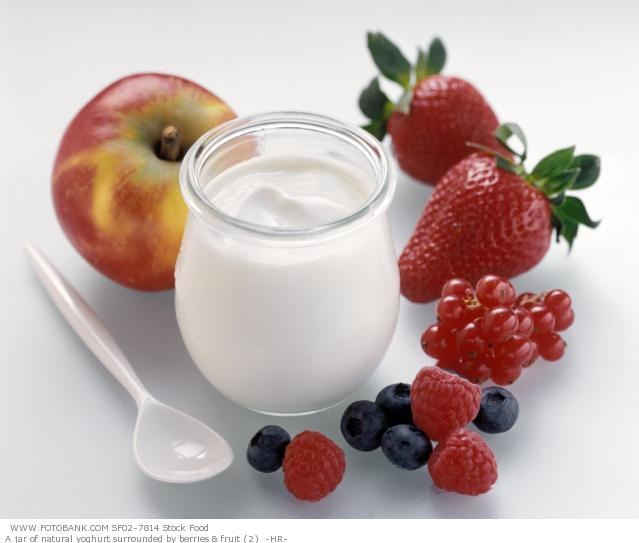 WWW.FOTOBANK.COM SF02-7814 Stock Food
A jar of natural yoghurt surrounded by berries & fruit (2) -HR-